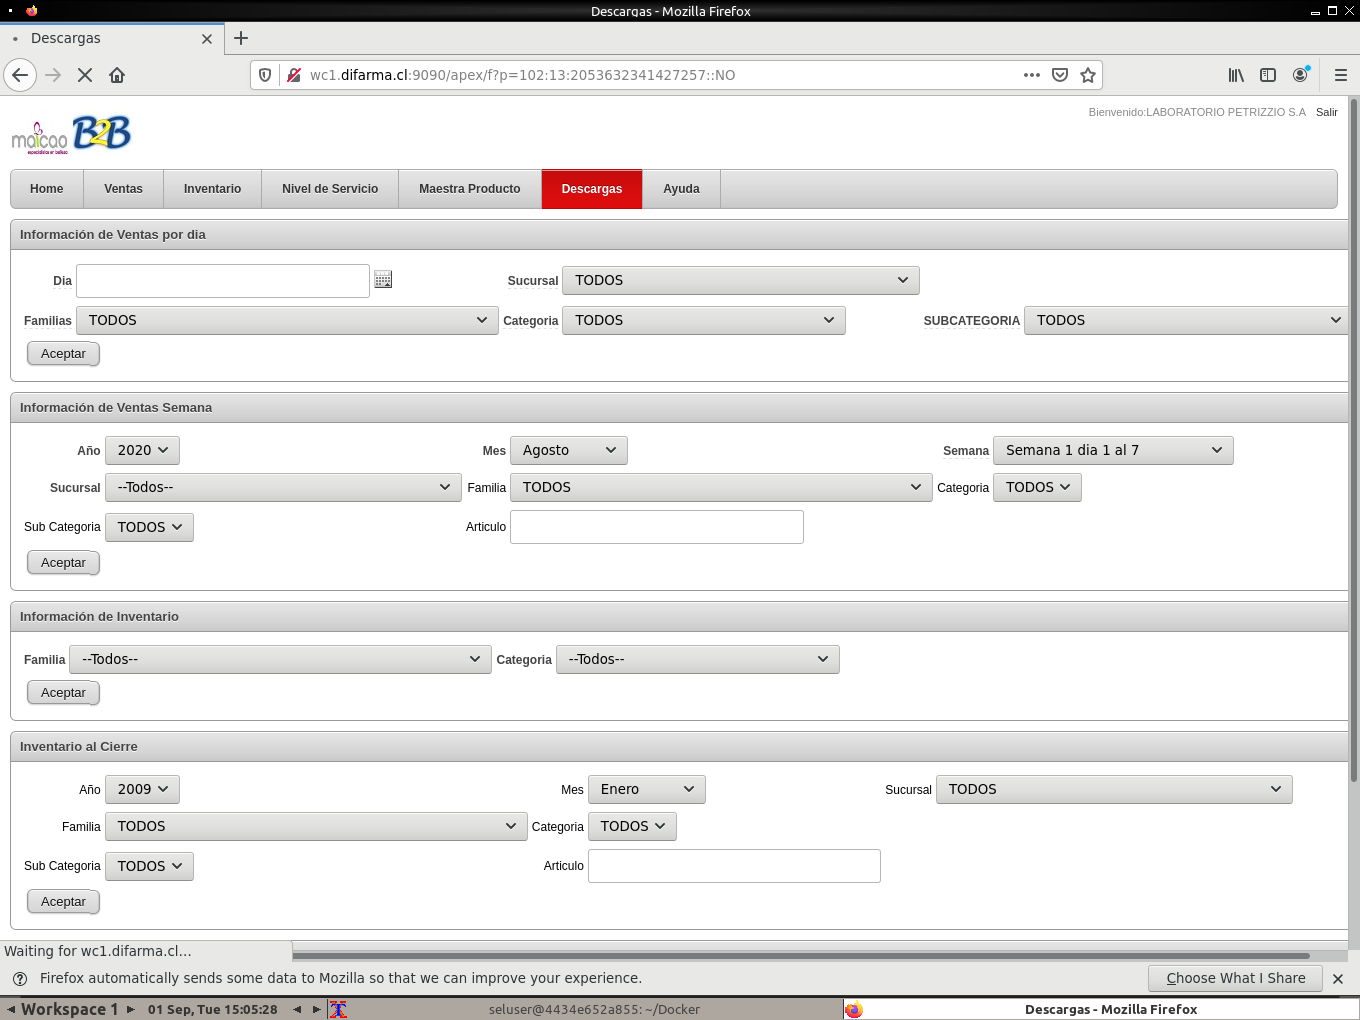 Descargas - Mozilla Firefox
Descargas
wc1.difarma.cl:9090/apex/f?p=102:13:2053632341427257::NO
Bienvenido:LABORATORIO PETRIZZIO S.A Salir
maicao B2B
especialistas en belleza
Home Ventas Inventario Nivel de Servicio Maestra Producto Descargas Ayuda
Información de Ventas por dia
Dia Sucursal TODOS
Familias TODOS Categoria TODOS SUBCATEGORIA TODOS
Aceptar
Información de Ventas Semana
Año 2020 Mes Agosto Semana Semana 1 dia 1 al 7
Sucursal --Todos-- Familia TODOS Categoria TODOS
Sub Categoria TODOS Articulo
Aceptar
Información de Inventario
Familia --Todos-- Categoria --Todos--
Aceptar
Inventario al Cierre
Año 2009 Mes Enero Sucursal TODOS
Familia TODOS Categoria TODOS
Sub Categoria TODOS Articulo
Aceptar
Waiting for wc1.difarma.cl...
Firefox automatically sends some data to Mozilla so that we can improve your experience. Choose What I Share
Workspace 1 01 Sep, Tue 15:05:28 seluser@4434e652a855: ~/Docker Descargas - Mozilla Firefox